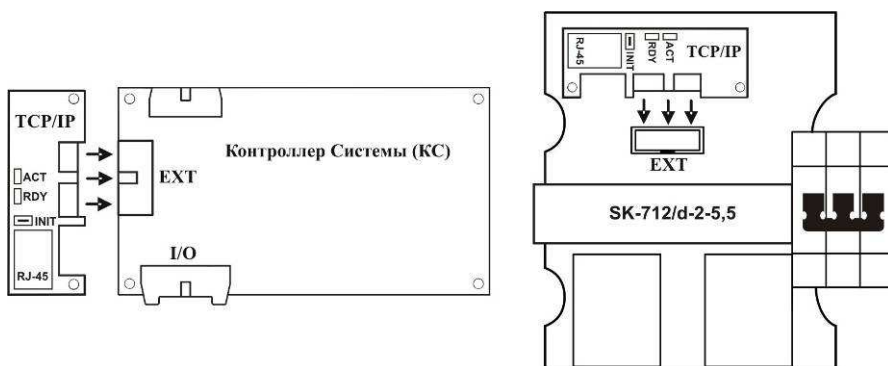 TCP/IP
ACT
RDY
INIT
RJ-45
EXT
Контроллер Системы (КС)
I/O
RJ-45
INIT
RDY
ACT
TCP/IP
EXT
SK-712/d-2-5,5